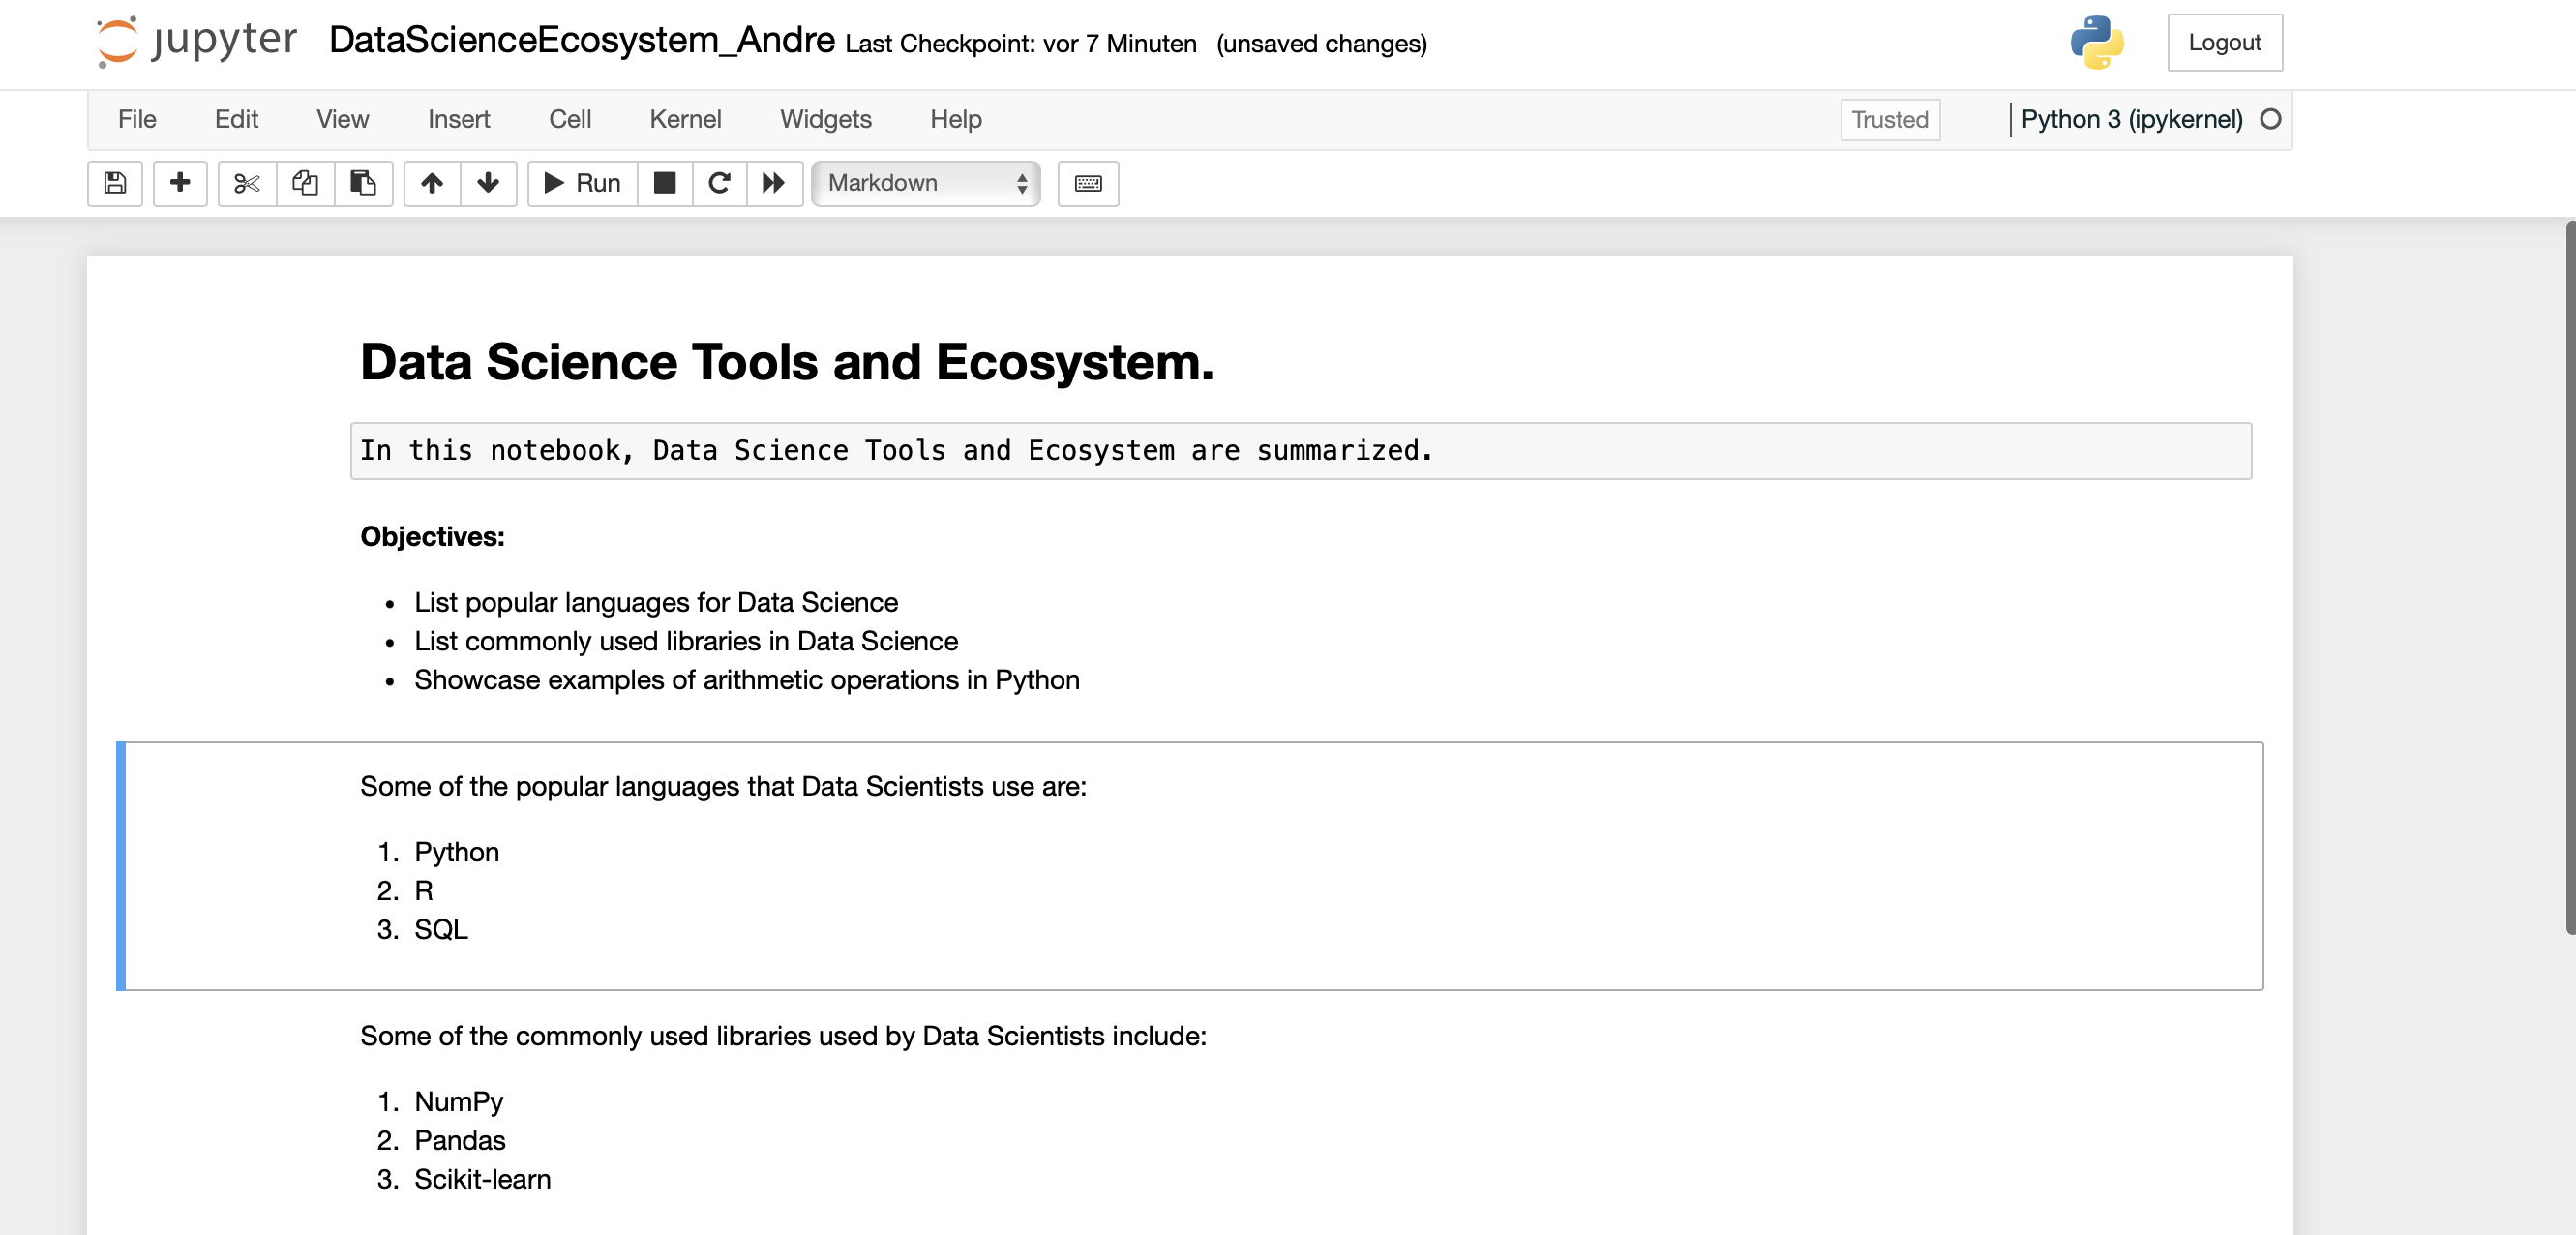 jupyter DataScienceEcosystem_Andre Last Checkpoint: vor 7 Minuten (unsaved changes) Logout
File Edit View Insert Cell Kernel Widgets Help Trusted Python 3 (ipykernel)
Run Markdown
Data Science Tools and Ecosystem.
In this notebook, Data Science Tools and Ecosystem are summarized.
Objectives:
• List popular languages for Data Science
• List commonly used libraries in Data Science
• Showcase examples of arithmetic operations in Python
Some of the popular languages that Data Scientists use are:
1. Python
2. R
3. SQL
Some of the commonly used libraries used by Data Scientists include:
1. NumPy
2. Pandas
3. Scikit-learn